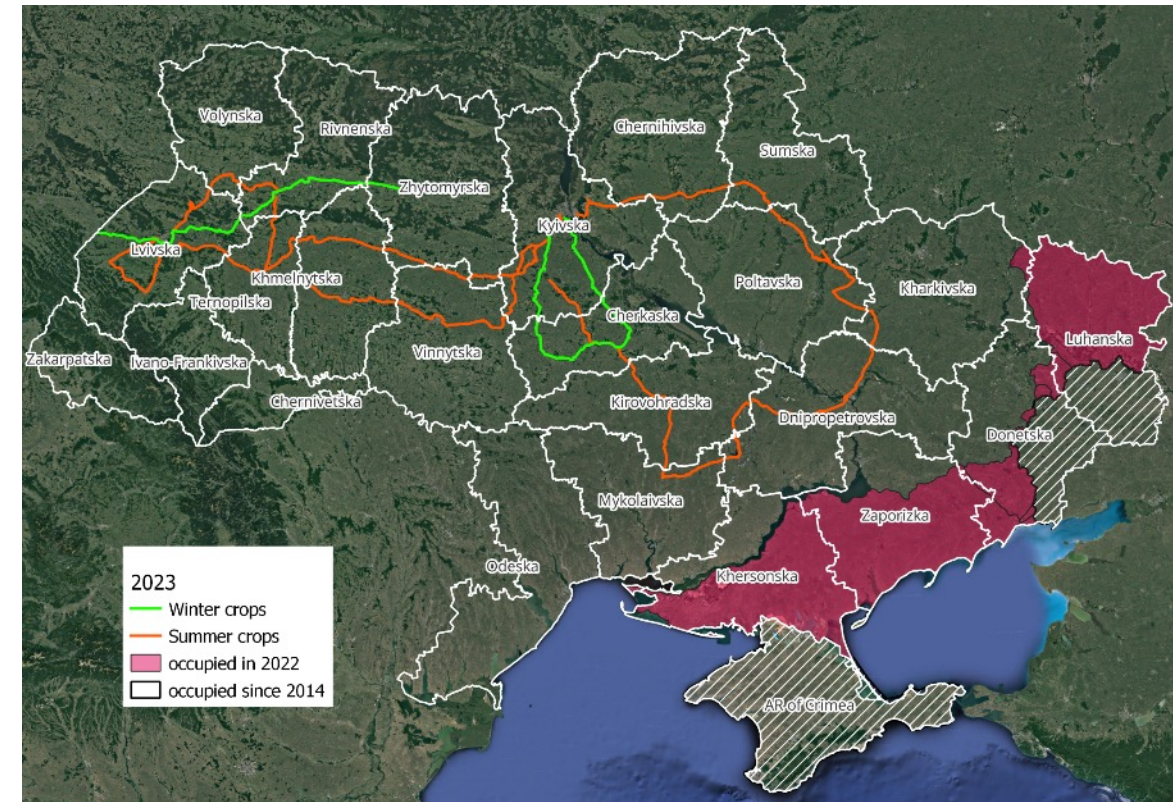 Volynska
Rivnenska
Chernihivska
Sumska
Zhytomyrska
Kyivska
Lvivska
Khmelnytska
Ternopilska
Poltavska
Kharkivska
Cherkaska
Luhanska
Zakarpatska
Ivano-Frankivska
Vinnytska
Chernivetska
Kirovohradska
Dnipropetrovska
Donetska
Mykolaivska
Zaporizka
Odeska
Khersonska
AR of Crimea
2023
Winter crops
Summer crops
occupied in 2022
occupied since 2014